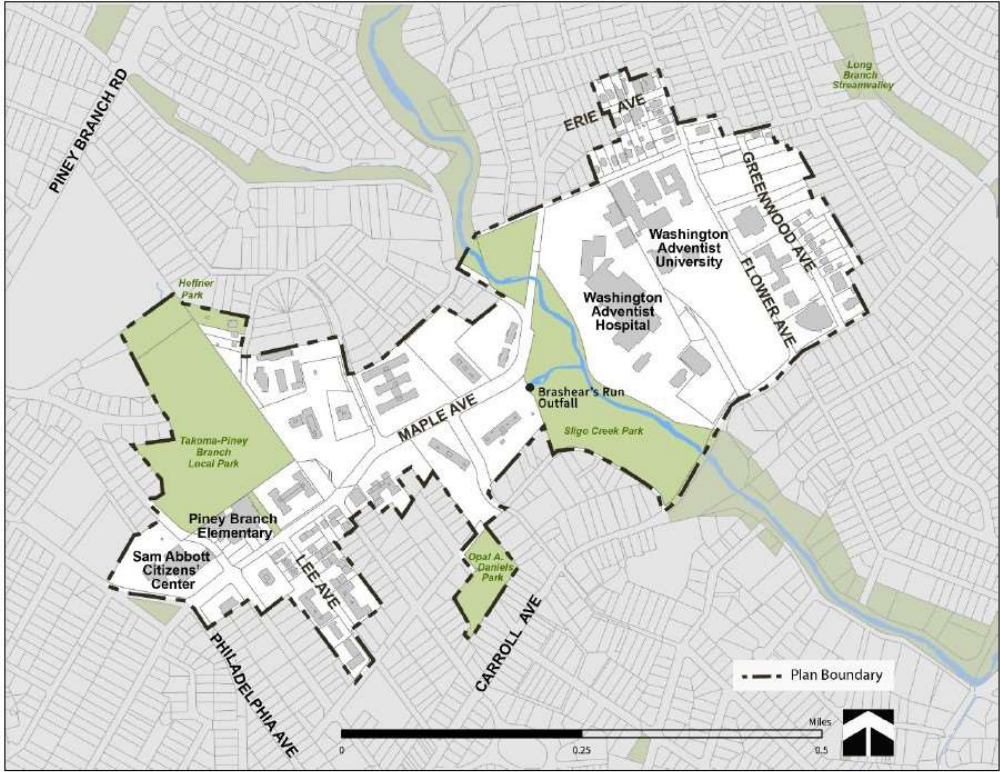 PINEY BRANCH RD
Long
Branch
Streamvalley
ERIE AVE
GREENWOOD AVE
Washington
Adventist
University
FLOWER AVE
Washington
Adventist
Hospital
Heffner
Park
Brashear's Run
Outfall
MAPLE AVE
Sligo Creek Park
Takoma-Piney
Branch
Local Park
Piney Branch
Elementary
Sam Abbott
Citizens'
Center
LEE AVE
Opal A.
Daniels
Park
CARROLL AVE
PHILADELPHIA AVE
Plan Boundary
Miles
0
0.25
0.5